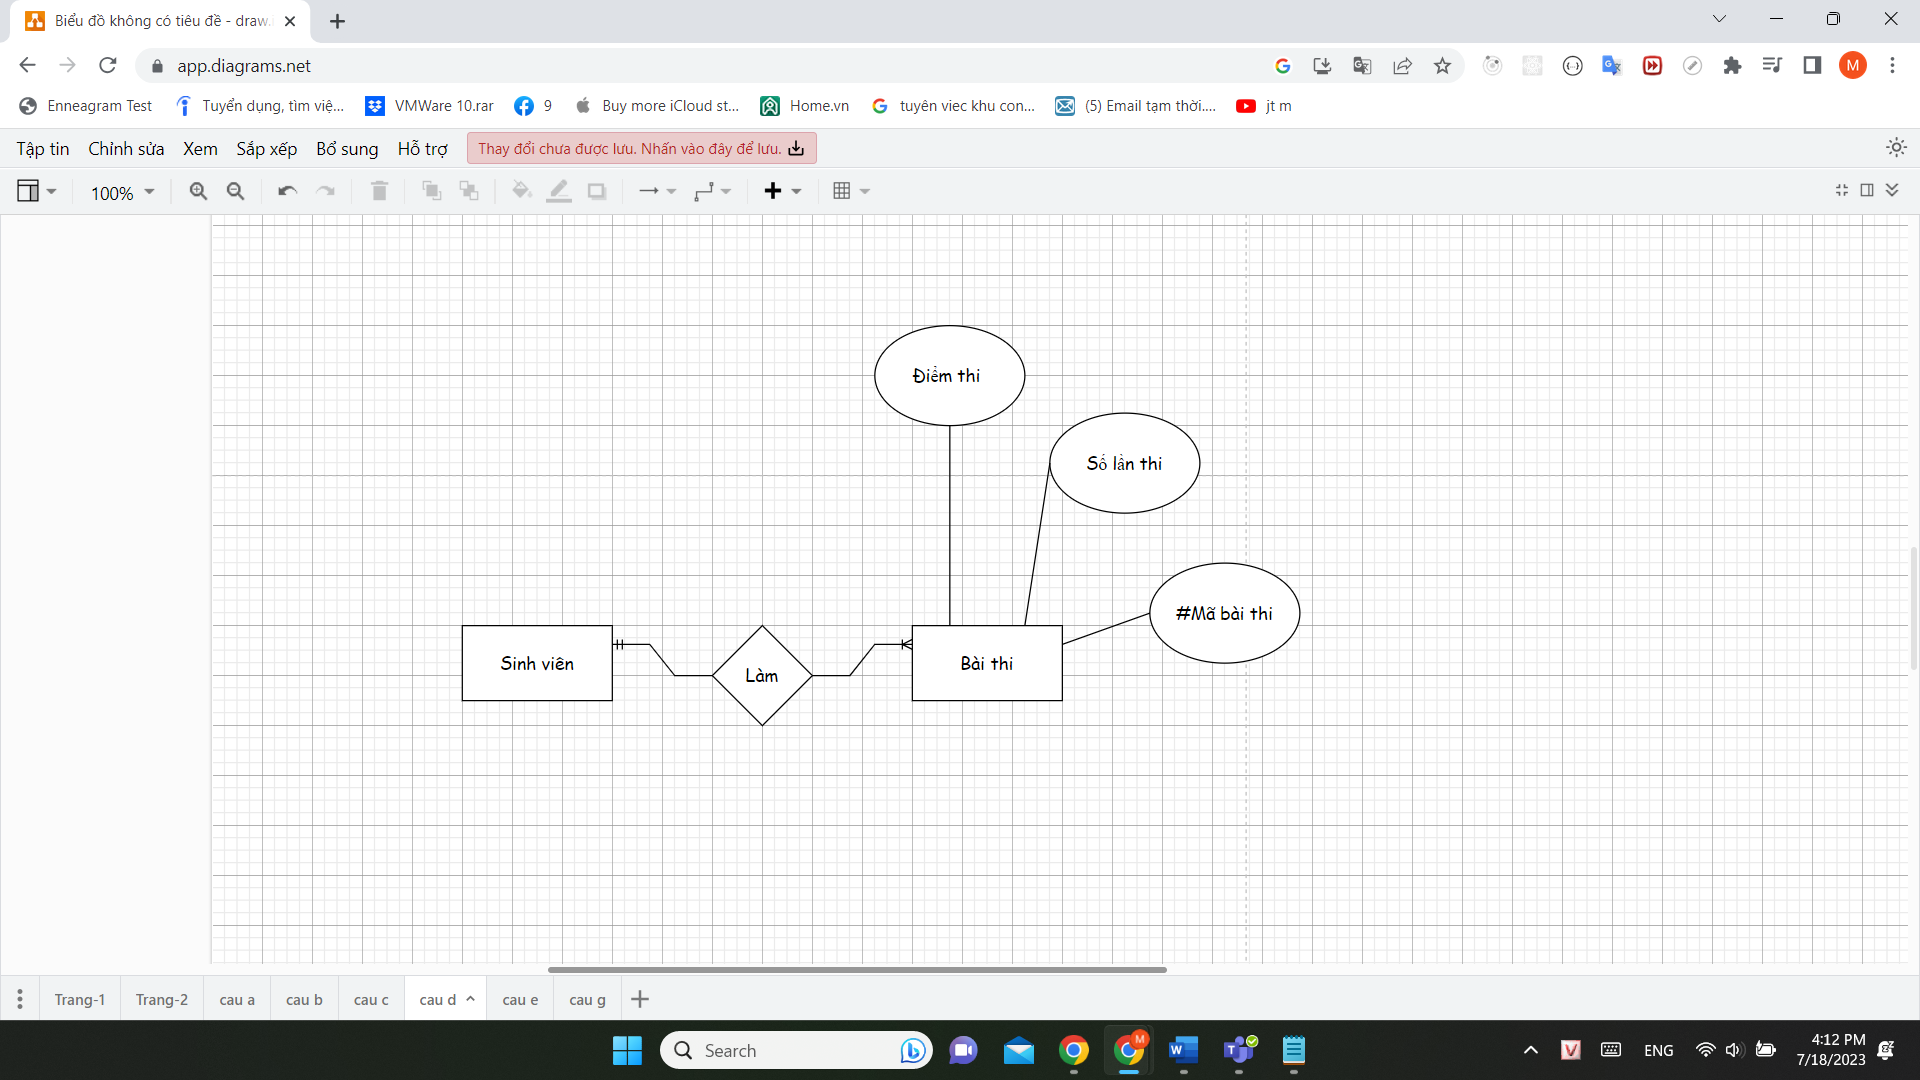 Biểu đồ không có tiêu đề - draw.
app.diagrams.net
Enneagram Test
Tuyển dụng, tìm việ...
VMWare 10.rar
9
Buy more iCloud st...
Home.vn
tuyên viec khu con...
(5) Email tạm thời....
jt m
Tập tin
Chỉnh sửa
Xem
Sắp xếp
Bổ sung
Hỗ trợ
Thay đổi chưa được lưu. Nhấn vào đây để lưu.
100%
Điểm thi
Số lần thi
#Mã bài thi
Sinh viên
Làm
Bài thi
Trang-1
Trang-2
cau a
cau b
cau c
cau d
cau e
cau g
Search
ENG
4:12 PM
7/18/2023